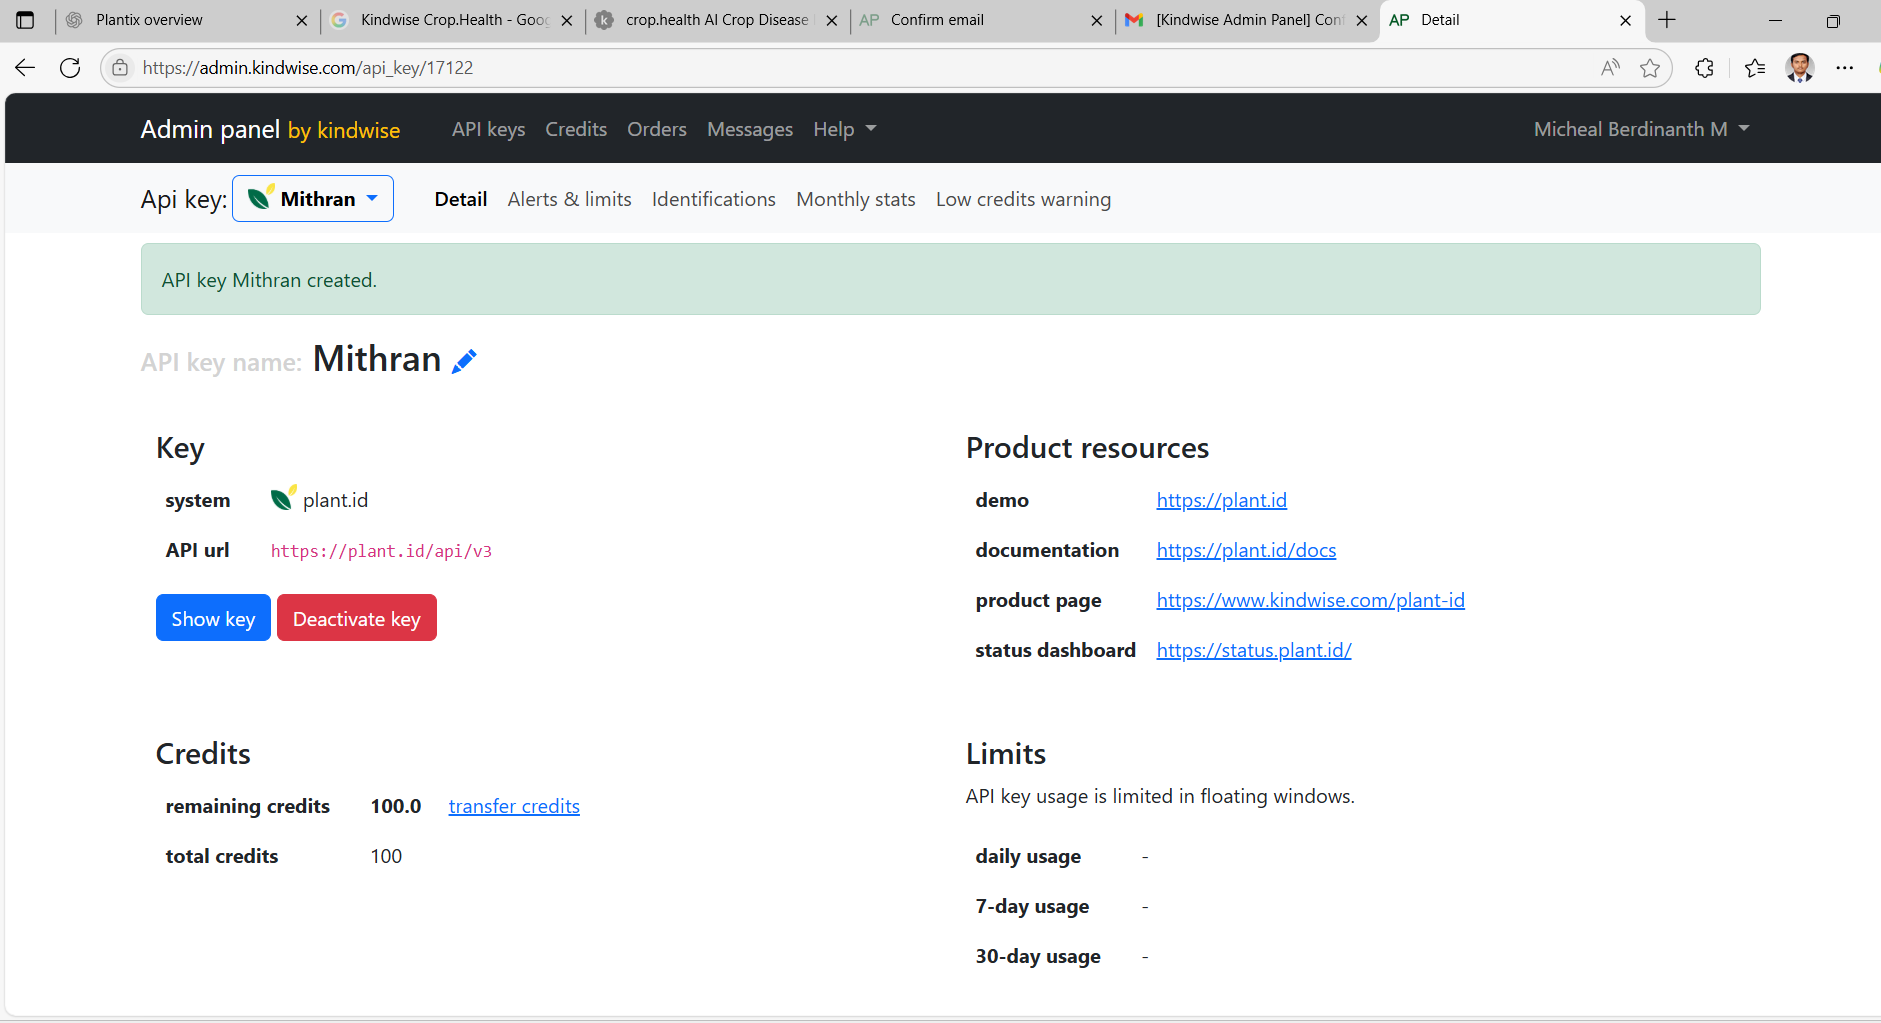 Plantix overview
Kindwise Crop.Health - Goog
crop.health AI Crop Disease
Confirm email
[Kindwise Admin Panel] Con
Detail
https://admin.kindwise.com/api_key/17122
Admin panel by kindwise
API keys
Credits
Orders
Messages
Help
Micheal Berdinanth M
Api key: Mithran
Detail
Alerts & limits
Identifications
Monthly stats
Low credits warning
API key Mithran created.
API key name: Mithran
Key
system plant.id
API url https://plant.id/api/v3
Show key
Deactivate key
Product resources
demo https://plant.id
documentation https://plant.id/docs
product page https://www.kindwise.com/plant-id
status dashboard https://status.plant.id/
Credits
remaining credits 100.0 transfer credits
total credits 100
Limits
API key usage is limited in floating windows.
daily usage -
7-day usage -
30-day usage -